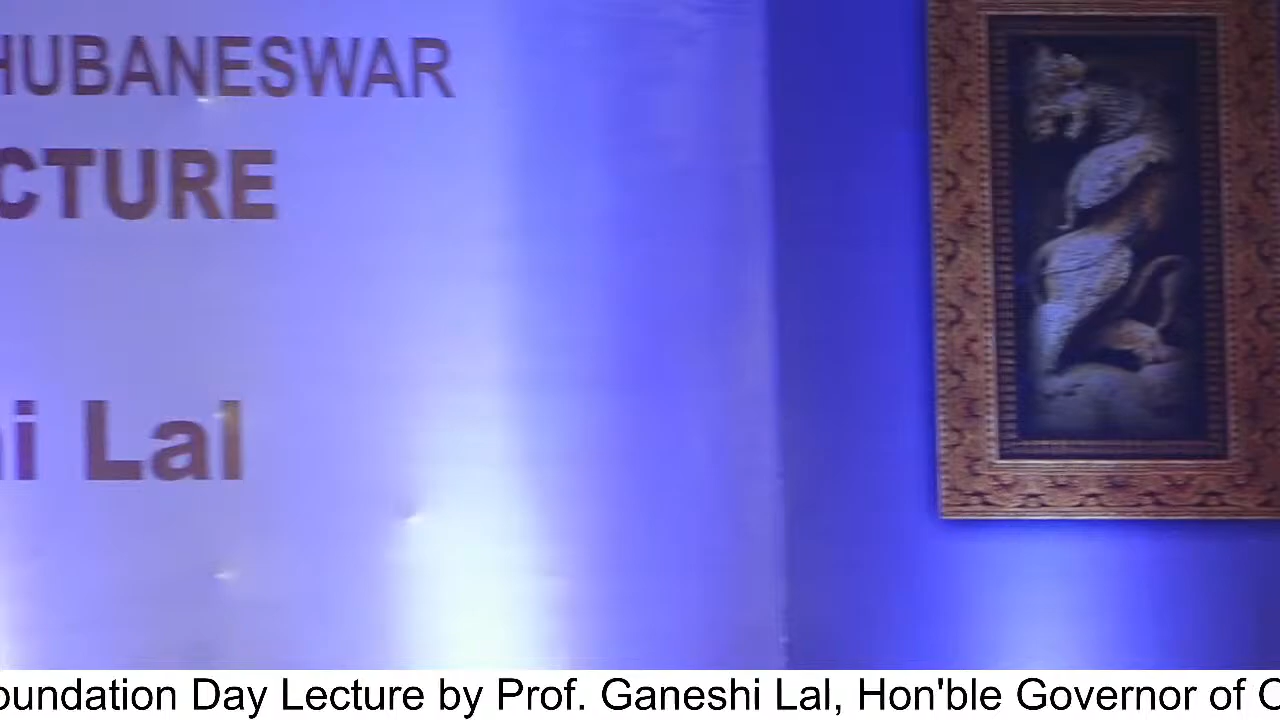 HUBANESWAR
CTURE
i Lal
oundation Day Lecture by Prof. Ganeshi Lal, Hon'ble Governor of O